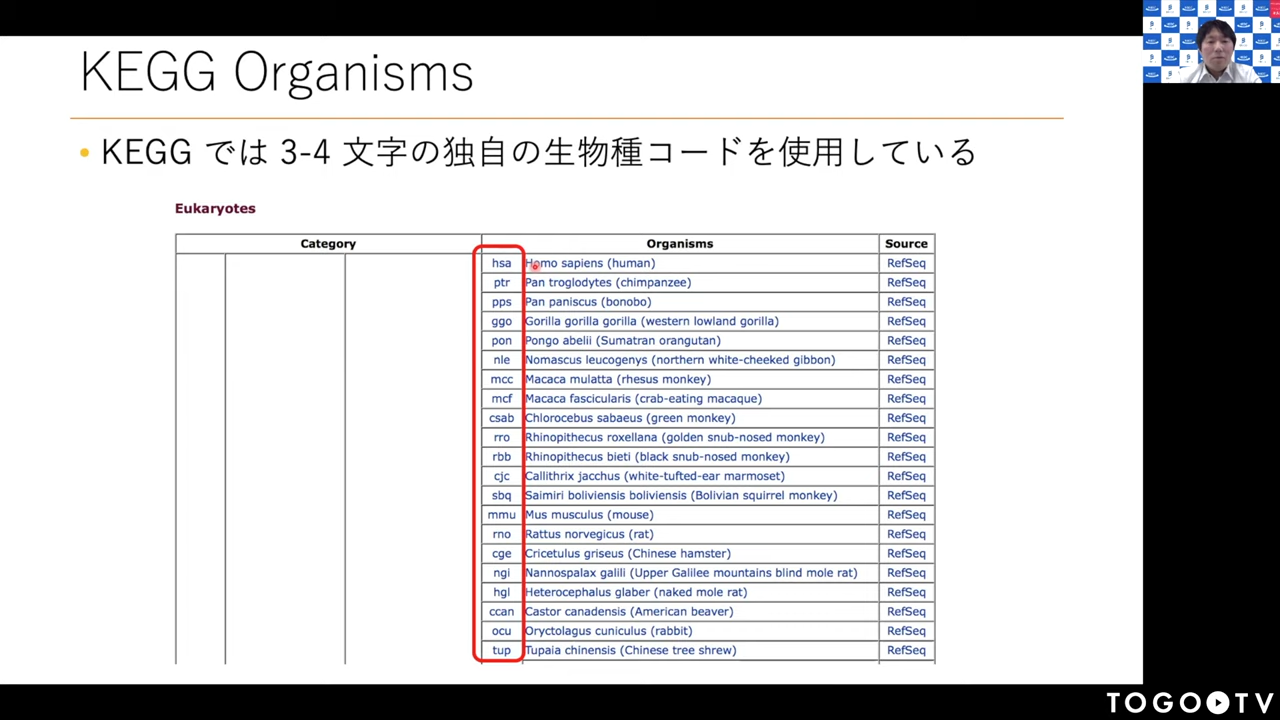 KEGG Organisms
• KEGG では 3-4 文字の独自の生物種コードを使用している
Eukaryotes
Category Organisms Source
hsa Homo sapiens (human) RefSeq
ptr Pan troglodytes (chimpanzee) RefSeq
pps Pan paniscus (bonobo) RefSeq
ggo Gorilla gorilla gorilla (western lowland gorilla) RefSeq
pon Pongo abelii (Sumatran orangutan) RefSeq
nle Nomascus leucogenys (northern white-cheeked gibbon) RefSeq
mcc Macaca mulatta (rhesus monkey) RefSeq
mcf Macaca fascicularis (crab-eating macaque) RefSeq
csab Chlorocebus sabaeus (green monkey) RefSeq
rro Rhinopithecus roxellana (golden snub-nosed monkey) RefSeq
rbb Rhinopithecus bieti (black snub-nosed monkey) RefSeq
cjc Callithrix jacchus (white-tufted-ear marmoset) RefSeq
sbq Saimiri boliviensis boliviensis (Bolivian squirrel monkey) RefSeq
mmu Mus musculus (mouse) RefSeq
rno Rattus norvegicus (rat) RefSeq
cge Cricetulus griseus (Chinese hamster) RefSeq
ngi Nannospalax galili (Upper Galilee mountains blind mole rat) RefSeq
hgl Heterocephalus glaber (naked mole rat) RefSeq
ccan Castor canadensis (American beaver) RefSeq
ocu Oryctolagus cuniculus (rabbit) RefSeq
tup Tupaia chinensis (Chinese tree shrew) RefSeq
TOGO TV